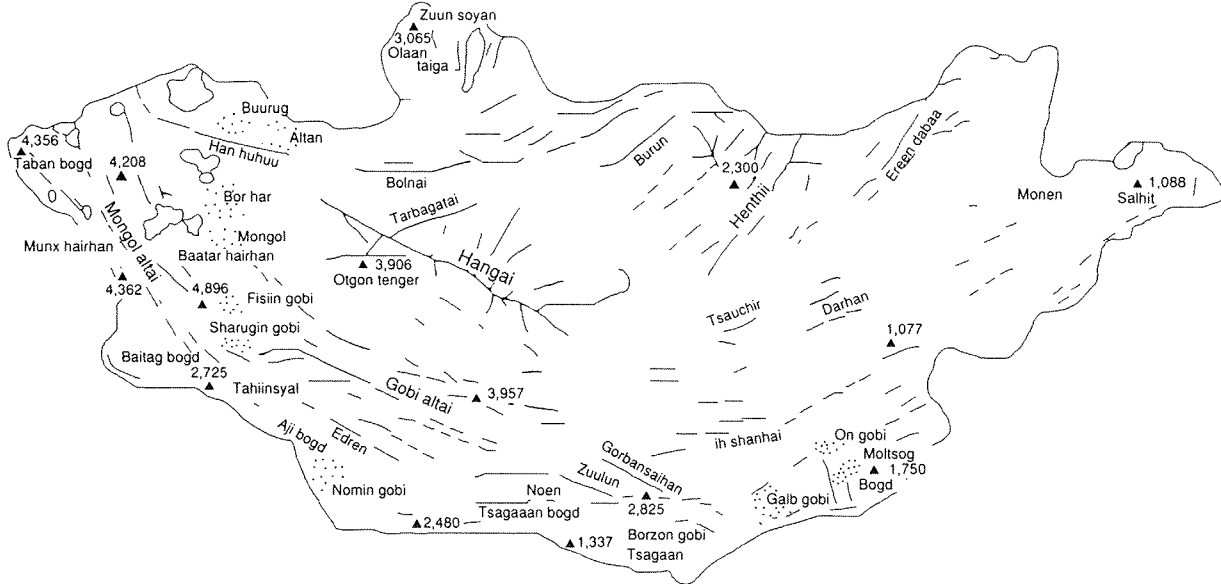 Zuun soyan
3,065
Olaan
taiga
Buurug
Altan
Han huhuu
4,356
Taban bogd
4,208
Burun
2,300
Henthii
Ereen dabaa
Monen
1,088
Salhit
Bolnai
Tarbagatai
Bor har
Mongol
Mongol altai
Munx hairhan
Baatar hairhan
Hangai
3,906
Otgon tenger
4,362
4,896
Fisiin gobi
Sharugin gobi
Tsauchir
Darhan
1,077
Baitag bogd
2,725
Tahiinsyal
Gobi altai
3,957
Aji bogd
Edren
ih shanhai
On gobi
Moltsog
1,750
Bogd
Gorbansaihan
Zuulun
Nomin gobi
Noen
Tsagaaan bogd
2,825
Galb gobi
2,480
1,337
Borzon gobi
Tsagaan